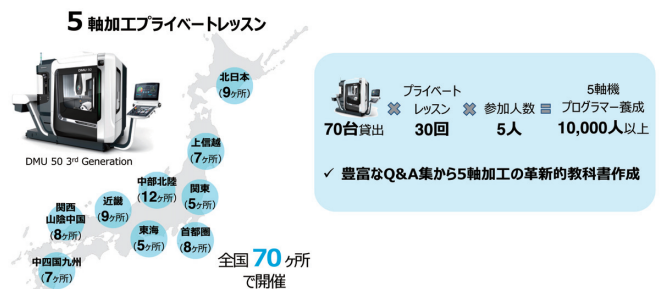 5軸加工プライベートレッスン
DMU 50 3rd Generation
北日本
(9ヶ所)
上信越
(7ヶ所)
中部北陸
(12ヶ所)
関東
(5ヶ所)
近畿
(9ヶ所)
関西
山陰中国
(8ヶ所)
東海
(5ヶ所)
首都圏
(8ヶ所)
中四国九州
(7ヶ所)
全国 70 ヶ所
で開催
70台貸出
×
プライベート
レッスン
30回
×
参加人数
5人
=
5軸機
プログラマー養成
10,000人以上
✓ 豊富なQ&A集から5軸加工の革新的教科書作成